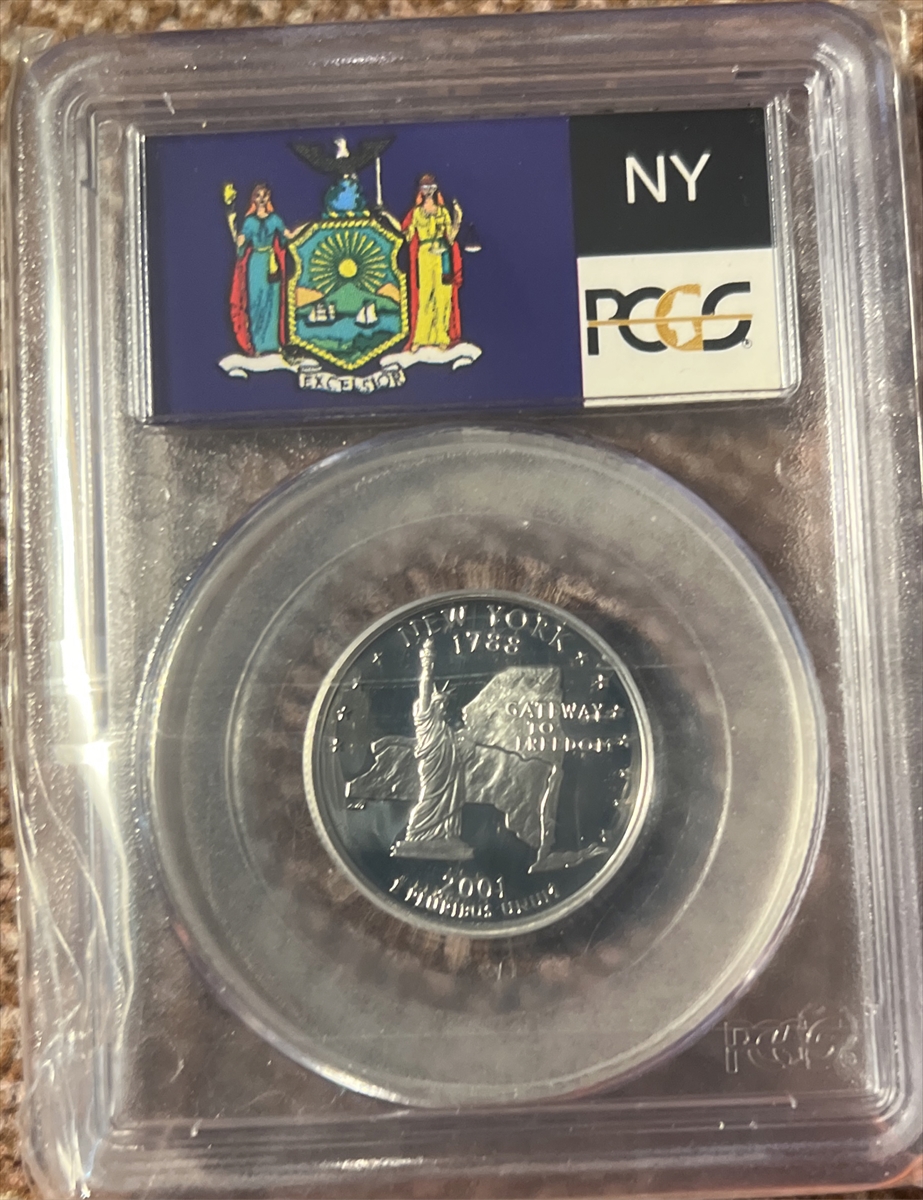 NY
PCGS
EXCELSIOR
NEW YORK
1788
GATEWAY
TO
FREEDOM
2001
E PLURIBUS UNUM
PCGS